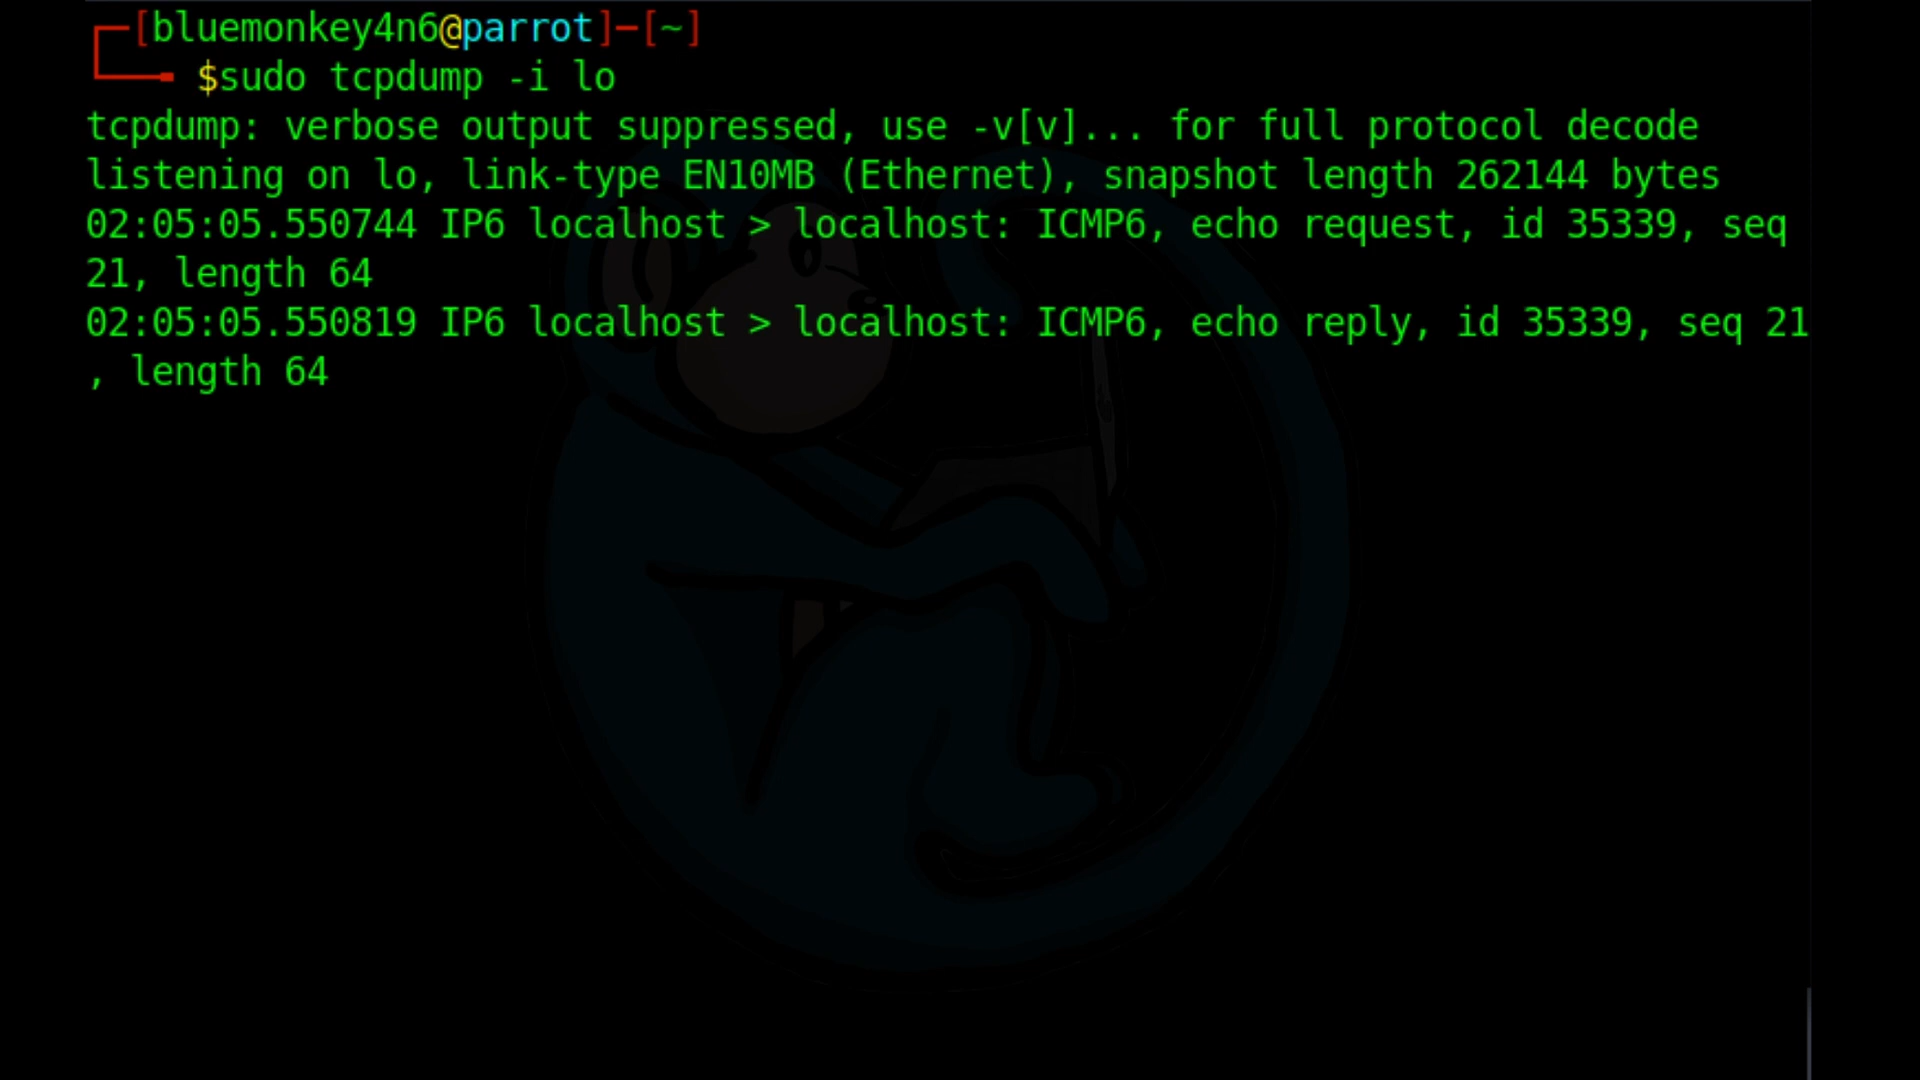 ┌─[bluemonkey4n6@parrot]─[~]
└──╼ $sudo tcpdump -i lo
tcpdump: verbose output suppressed, use -v[v]... for full protocol decode
listening on lo, link-type EN10MB (Ethernet), snapshot length 262144 bytes
02:05:05.550744 IP6 localhost > localhost: ICMP6, echo request, id 35339, seq
21, length 64
02:05:05.550819 IP6 localhost > localhost: ICMP6, echo reply, id 35339, seq 21
, length 64